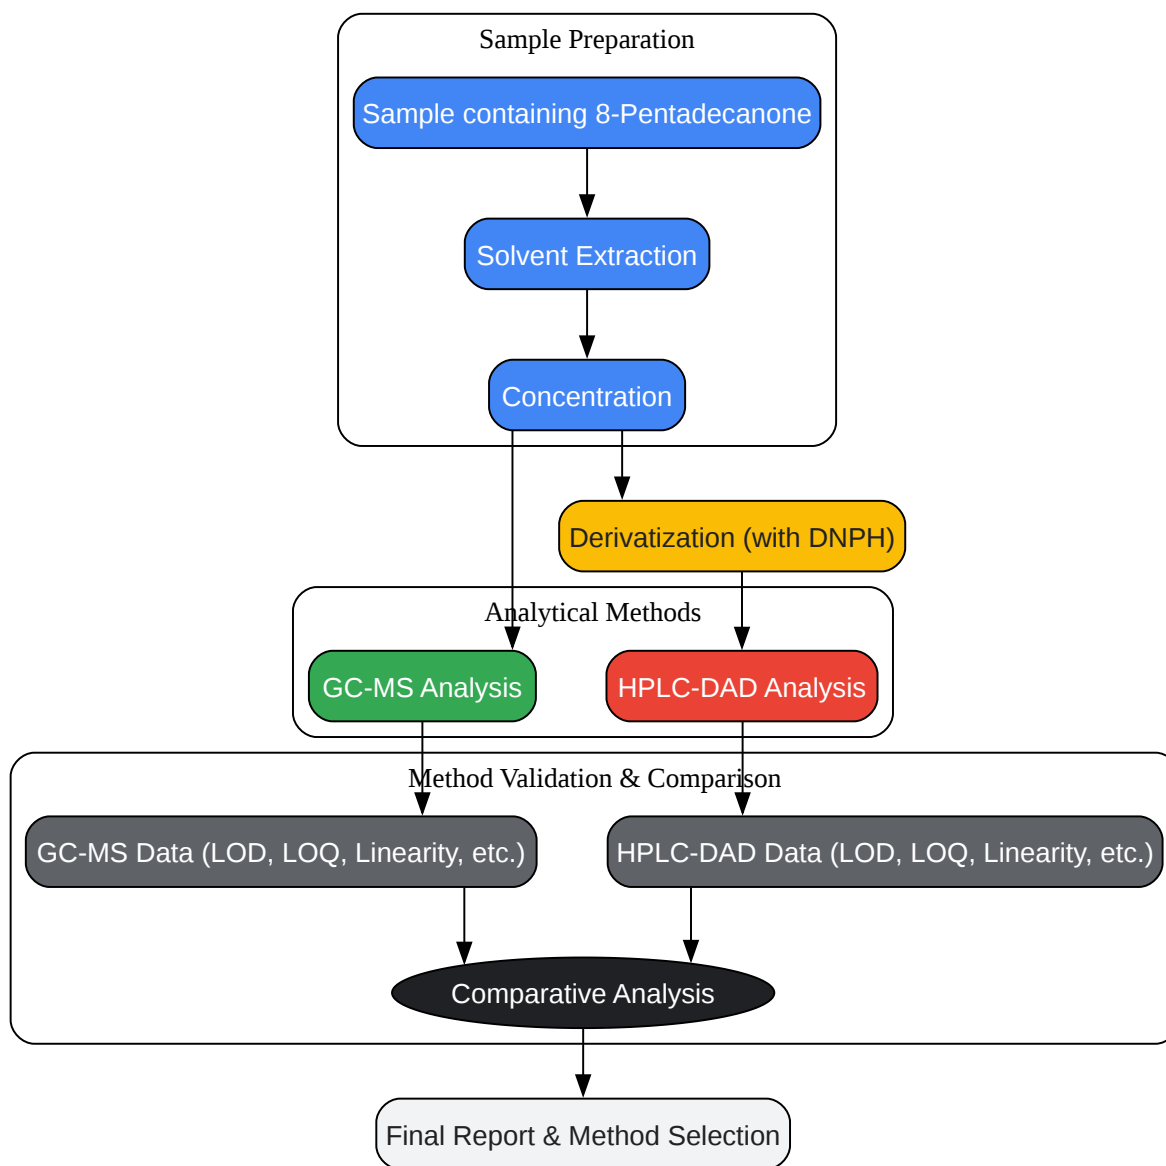 Sample Preparation
Sample containing 8-Pentadecanone
Solvent Extraction
Concentration
Derivatization (with DNPH)
Analytical Methods
GC-MS Analysis
HPLC-DAD Analysis
Method Validation & Comparison
GC-MS Data (LOD, LOQ, Linearity, etc.)
HPLC-DAD Data (LOD, LOQ, Linearity, etc.)
Comparative Analysis
Final Report & Method Selection